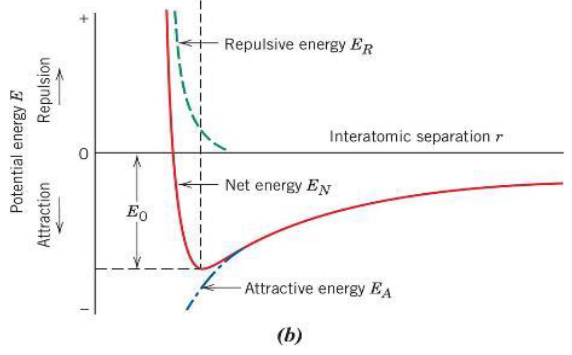 +
Repulsive energy E_R
Potential energy E
Repulsion
Interatomic separation r
0
Net energy E_N
E_0
Attraction
Attractive energy E_A
−
(b)